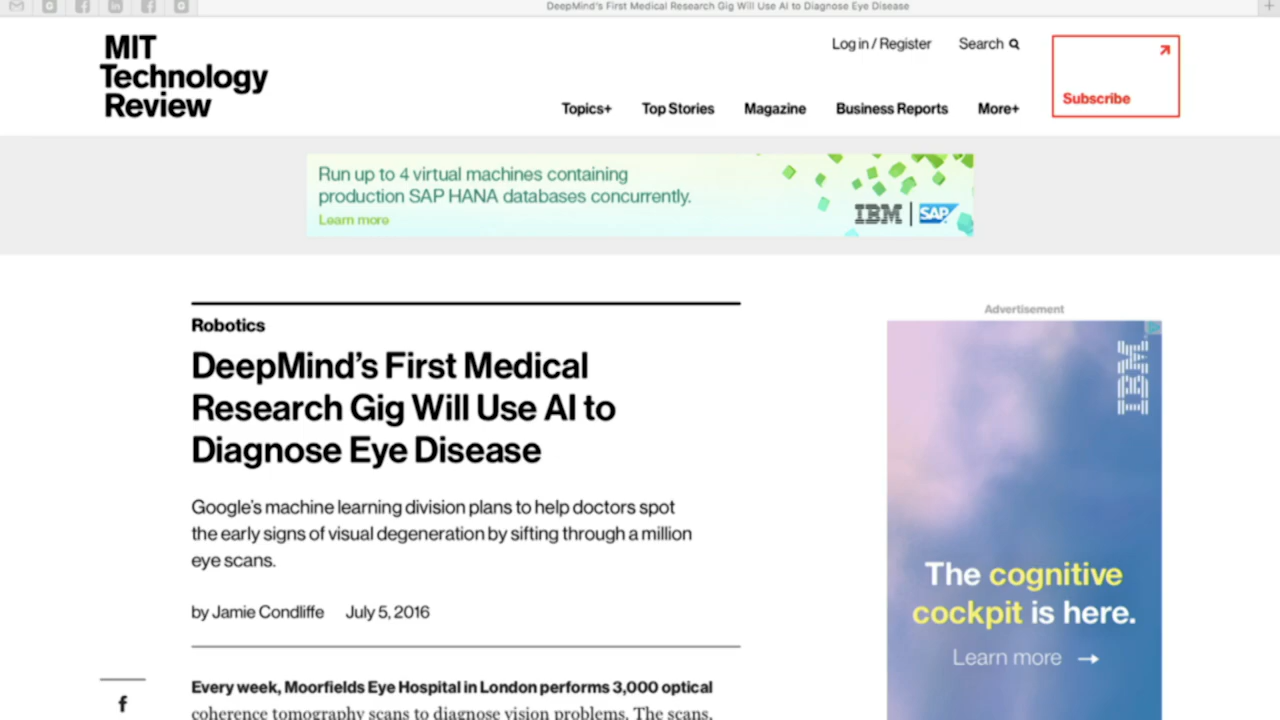 DeepMind's First Medical Research Gig Will Use AI to Diagnose Eye Disease
MIT
Technology
Review
Log in / Register
Search
Subscribe
Topics+
Top Stories
Magazine
Business Reports
More+
Run up to 4 virtual machines containing
production SAP HANA databases concurrently.
Learn more
IBM | SAP
Robotics
DeepMind's First Medical
Research Gig Will Use AI to
Diagnose Eye Disease
Google's machine learning division plans to help doctors spot
the early signs of visual degeneration by sifting through a million
eye scans.
by Jamie Condliffe July 5, 2016
Every week, Moorfields Eye Hospital in London performs 3,000 optical
coherence tomography scans to diagnose vision problems. The scans,
Advertisement
IBM
The cognitive
cockpit is here.
Learn more →